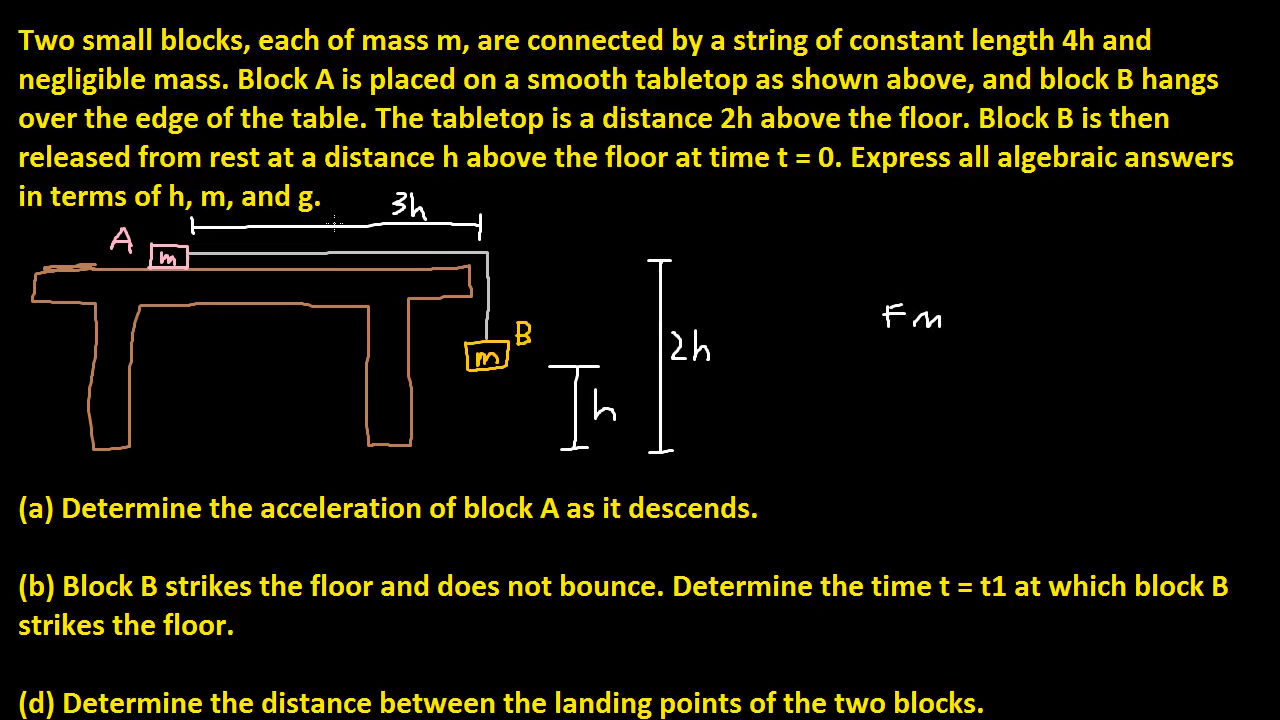 Two small blocks, each of mass m, are connected by a string of constant length 4h and
negligible mass. Block A is placed on a smooth tabletop as shown above, and block B hangs
over the edge of the table. The tabletop is a distance 2h above the floor. Block B is then
released from rest at a distance h above the floor at time t = 0. Express all algebraic answers
in terms of h, m, and g.
3h
A
m
B
m
2h
h
F m
(a) Determine the acceleration of block A as it descends.
(b) Block B strikes the floor and does not bounce. Determine the time t = t1 at which block B
strikes the floor.
(d) Determine the distance between the landing points of the two blocks.